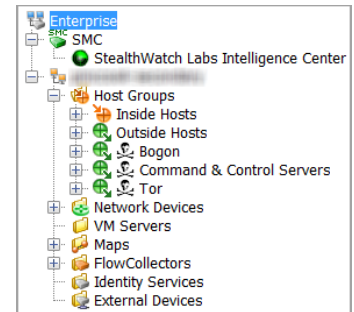 Enterprise
SMC
SMC
StealthWatch Labs Intelligence Center
Host Groups
Inside Hosts
Outside Hosts
Bogon
Command & Control Servers
Tor
Network Devices
VM Servers
Maps
FlowCollectors
Identity Services
External Devices